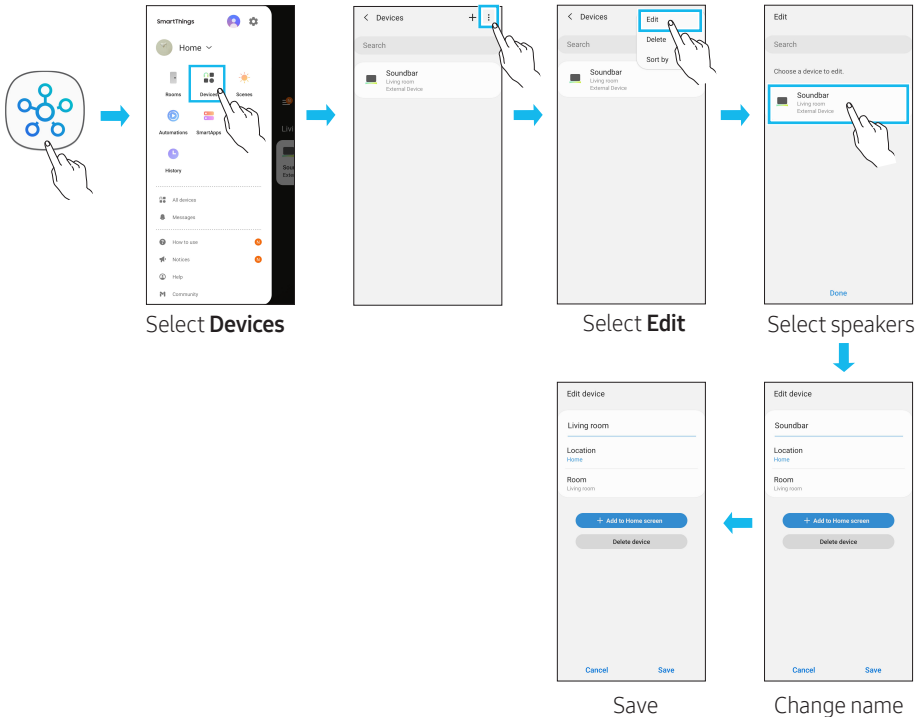 SmartThings
Home
Rooms
Devices
Scenes
Automations
SmartApps
History
All devices
Messages
How to use
N
Notices
N
Help
Community
Livi
Soun
Exte
Select Devices
Devices
Search
Soundbar
Living room
External Device
Devices
Edit
Delete
Sort by
Search
Soundbar
Living room
External Device
Select Edit
Edit
Search
Choose a device to edit.
Soundbar
Living room
External Device
Done
Select speakers
Edit device
Living room
Location
Home
Room
Living room
+ Add to Home screen
Delete device
Cancel
Save
Save
Edit device
Soundbar
Location
Home
Room
Living room
+ Add to Home screen
Delete device
Cancel
Save
Change name